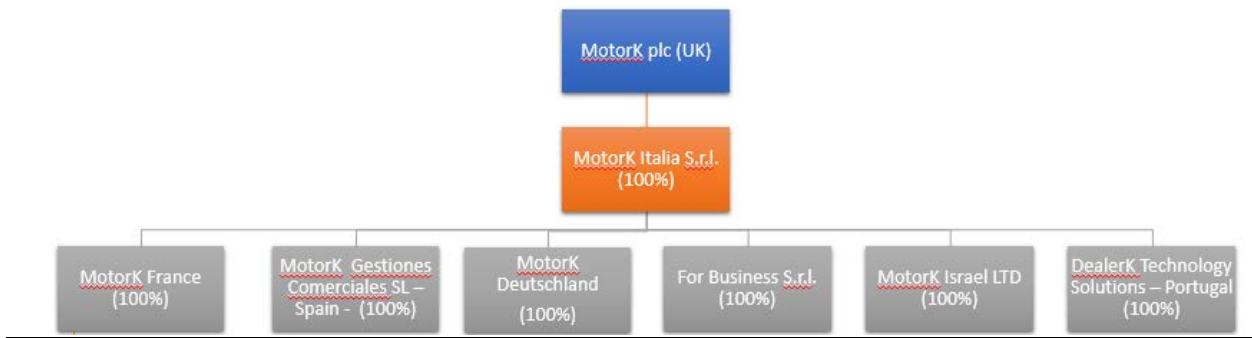 MotorK plc (UK)
MotorK Italia S.r.l.
(100%)
MotorK France
(100%)
MotorK Gestiones
Comerciales SL –
Spain - (100%)
MotorK
Deutschland
(100%)
For Business S.r.l.
(100%)
MotorK Israel LTD
(100%)
DealerK Technology
Solutions – Portugal
(100%)